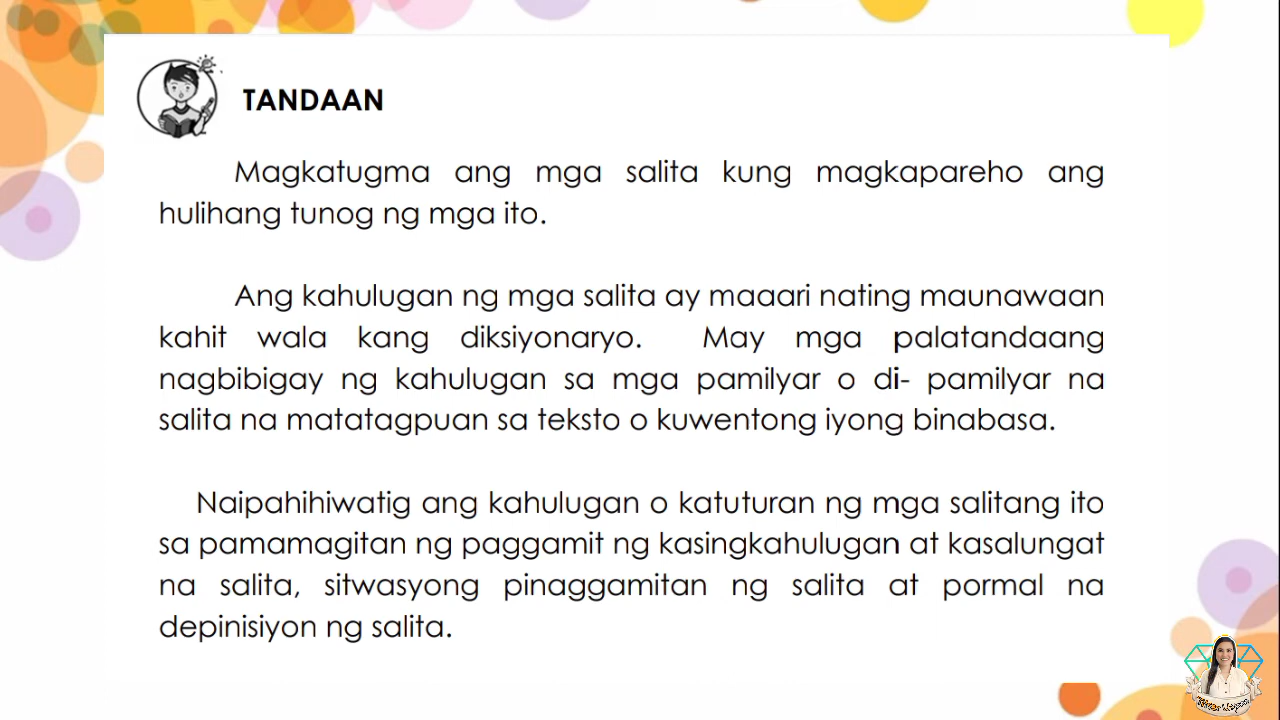 TANDAAN
Magkatugma ang mga salita kung magkapareho ang
hulihang tunog ng mga ito.
Ang kahulugan ng mga salita ay maaari nating maunawaan
kahit wala kang diksiyonaryo. May mga palatandaang
nagbibigay ng kahulugan sa mga pamilyar o di- pamilyar na
salita na matatagpuan sa teksto o kuwentong iyong binabasa.
Naipahihiwatig ang kahulugan o katuturan ng mga salitang ito
sa pamamagitan ng paggamit ng kasingkahulugan at kasalungat
na salita, sitwasyong pinaggamitan ng salita at pormal na
depinisiyon ng salita.